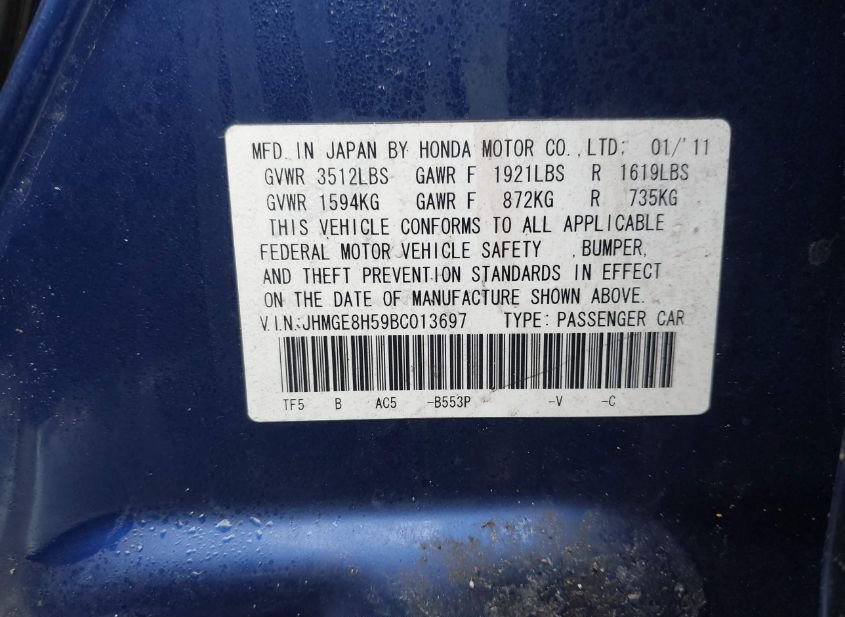 MFD. IN JAPAN BY HONDA MOTOR CO.,LTD. 01/'11
GVWR 3512LBS GAWR F 1921LBS R 1619LBS
GVWR 1594KG GAWR F 872KG R 735KG
THIS VEHICLE CONFORMS TO ALL APPLICABLE
FEDERAL MOTOR VEHICLE SAFETY , BUMPER,
AND THEFT PREVENTION STANDARDS IN EFFECT
ON THE DATE OF MANUFACTURE SHOWN ABOVE.
V.I.N.:JHMGE8H59BC013697 TYPE: PASSENGER CAR
TF5 B AC5 -B553P -V -C